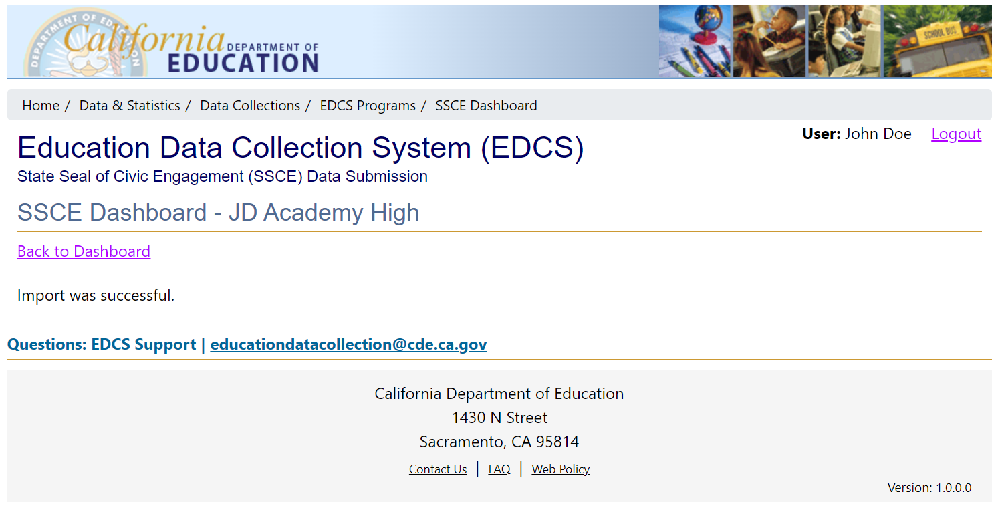 DEPARTMENT OF EDUCATION
California
DEPARTMENT OF
EDUCATION
SCHOOL BUS
Home / Data & Statistics / Data Collections / EDCS Programs / SSCE Dashboard
User: John Doe Logout
Education Data Collection System (EDCS)
State Seal of Civic Engagement (SSCE) Data Submission
SSCE Dashboard - JD Academy High
Back to Dashboard
Import was successful.
Questions: EDCS Support | educationdatacollection@cde.ca.gov
California Department of Education
1430 N Street
Sacramento, CA 95814
Contact Us | FAQ | Web Policy
Version: 1.0.0.0